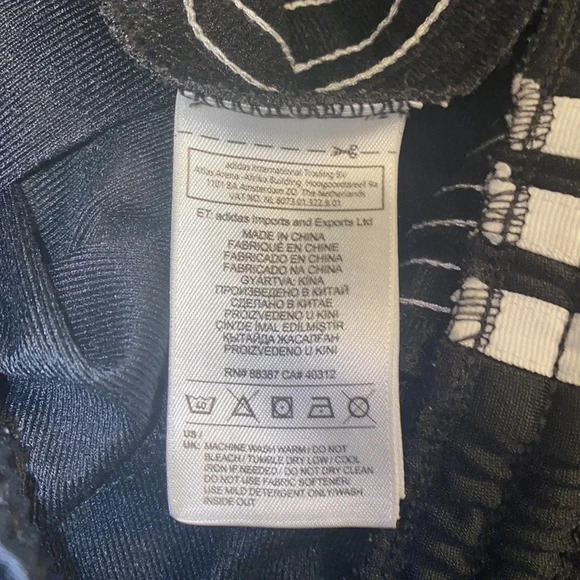 adidas International Trading BV
Atlas Arena -Afrika Building, Hoogoorddreef 9a
1101 BA Amsterdam ZO, The Netherlands
VAT NO. NL 8073.01.322.B.01
ET: adidas Imports and Exports Ltd
MADE IN CHINA
FABRIQUÉ EN CHINE
FABRICADO EN CHINA
FABRICADO NA CHINA
GYÁRTVA: KÍNA
ПРОИЗВЕДЕНО В КИТАЙ
СДЕЛАНО В КИТАЕ
PROIZVEDENO U KINI
ÇİN'DE İMAL EDİLMİŞTİR
ҚЫТАЙДА ЖАСАЛҒАН
PROIZVEDENO U KINI
RN# 88387 CA# 40312
40
US /
UK: MACHINE WASH WARM / DO NOT
BLEACH / TUMBLE DRY LOW / COOL
IRON IF NEEDED / DO NOT DRY CLEAN/
DO NOT USE FABRIC SOFTENER/
USE MILD DETERGENT ONLY/WASH
INSIDE OUT